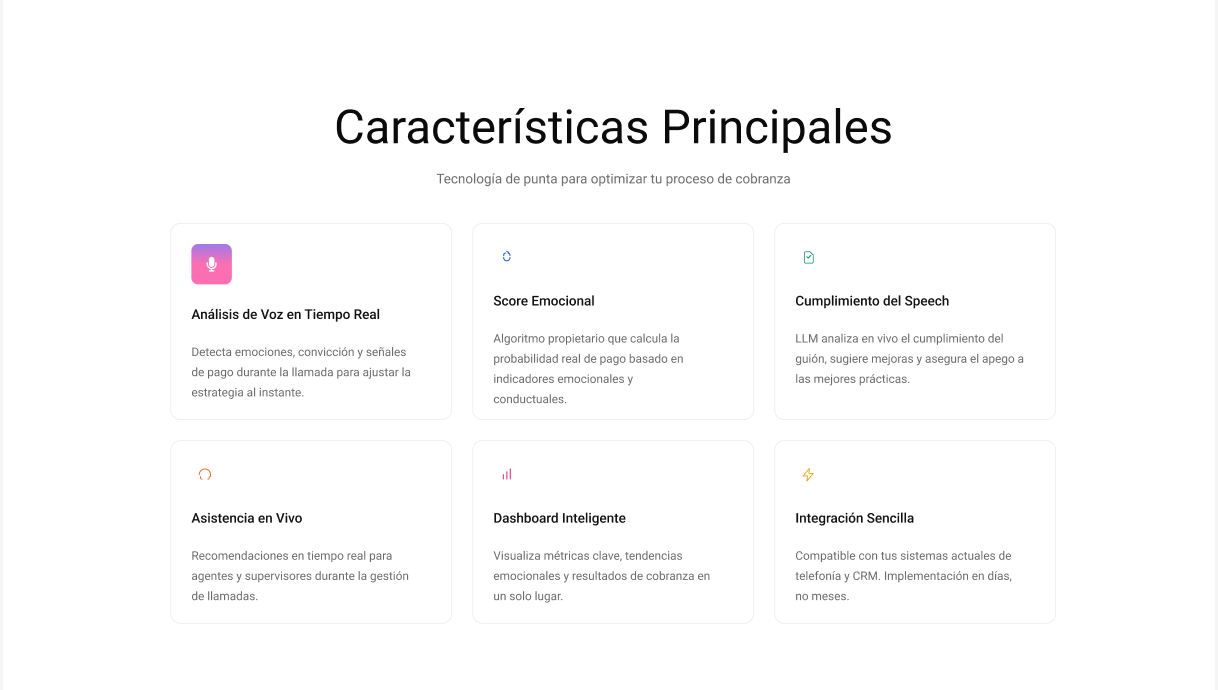 Características Principales
Tecnología de punta para optimizar tu proceso de cobranza
Análisis de Voz en Tiempo Real
Detecta emociones, convicción y señales
de pago durante la llamada para ajustar la
estrategia al instante.
Score Emocional
Algoritmo propietario que calcula la
probabilidad real de pago basado en
indicadores emocionales y
conductuales.
Cumplimiento del Speech
LLM analiza en vivo el cumplimiento del
guión, sugiere mejoras y asegura el apego a
las mejores prácticas.
Asistencia en Vivo
Recomendaciones en tiempo real para
agentes y supervisores durante la gestión
de llamadas.
Dashboard Inteligente
Visualiza métricas clave, tendencias
emocionales y resultados de cobranza en
un solo lugar.
Integración Sencilla
Compatible con tus sistemas actuales de
telefonía y CRM. Implementación en días,
no meses.